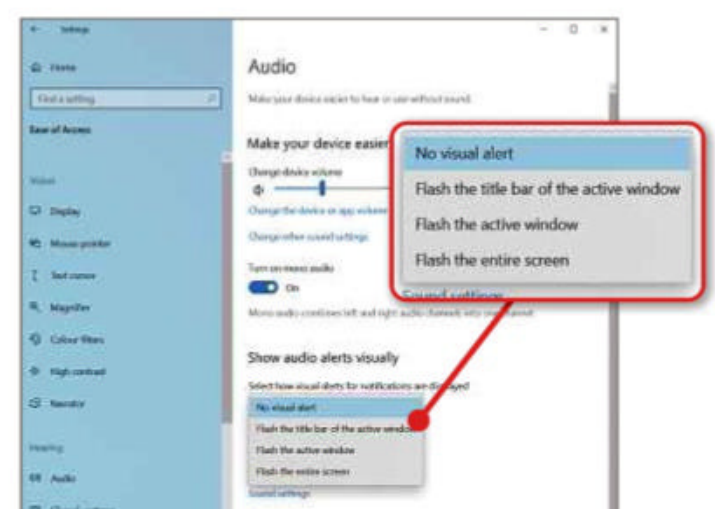 Settings
Home
Find a setting
Ease of Access
Vision
Display
Mouse pointer
Text cursor
Magnifier
Colour filters
High contrast
Narrator
Hearing
Audio
Audio
Make your device easier to hear or use without sound.
Make your device easier
Change device volume
Change the device or app volume
Change other sound settings
Turn on mono audio
On
Mono audio combines left and right audio channels into one channel.
Show audio alerts visually
Select how visual alerts for notifications are displayed
No visual alert
Flash the title bar of the active window
Flash the active window
Flash the entire screen
Sound settings
No visual alert
Flash the title bar of the active window
Flash the active window
Flash the entire screen
Sound settings